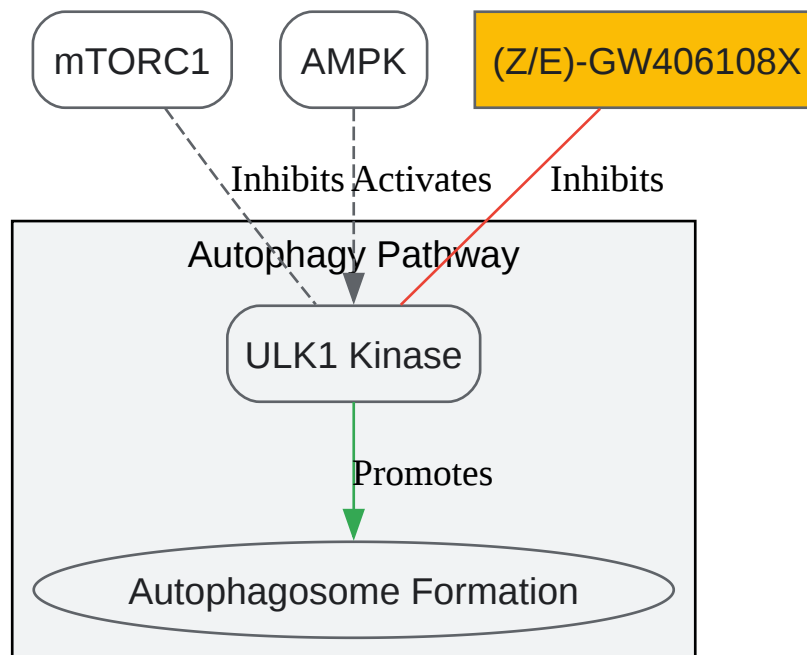 mTORC1
AMPK
(Z/E)-GW406108X
Inhibits
Activates
Inhibits
Autophagy Pathway
ULK1 Kinase
Promotes
Autophagosome Formation